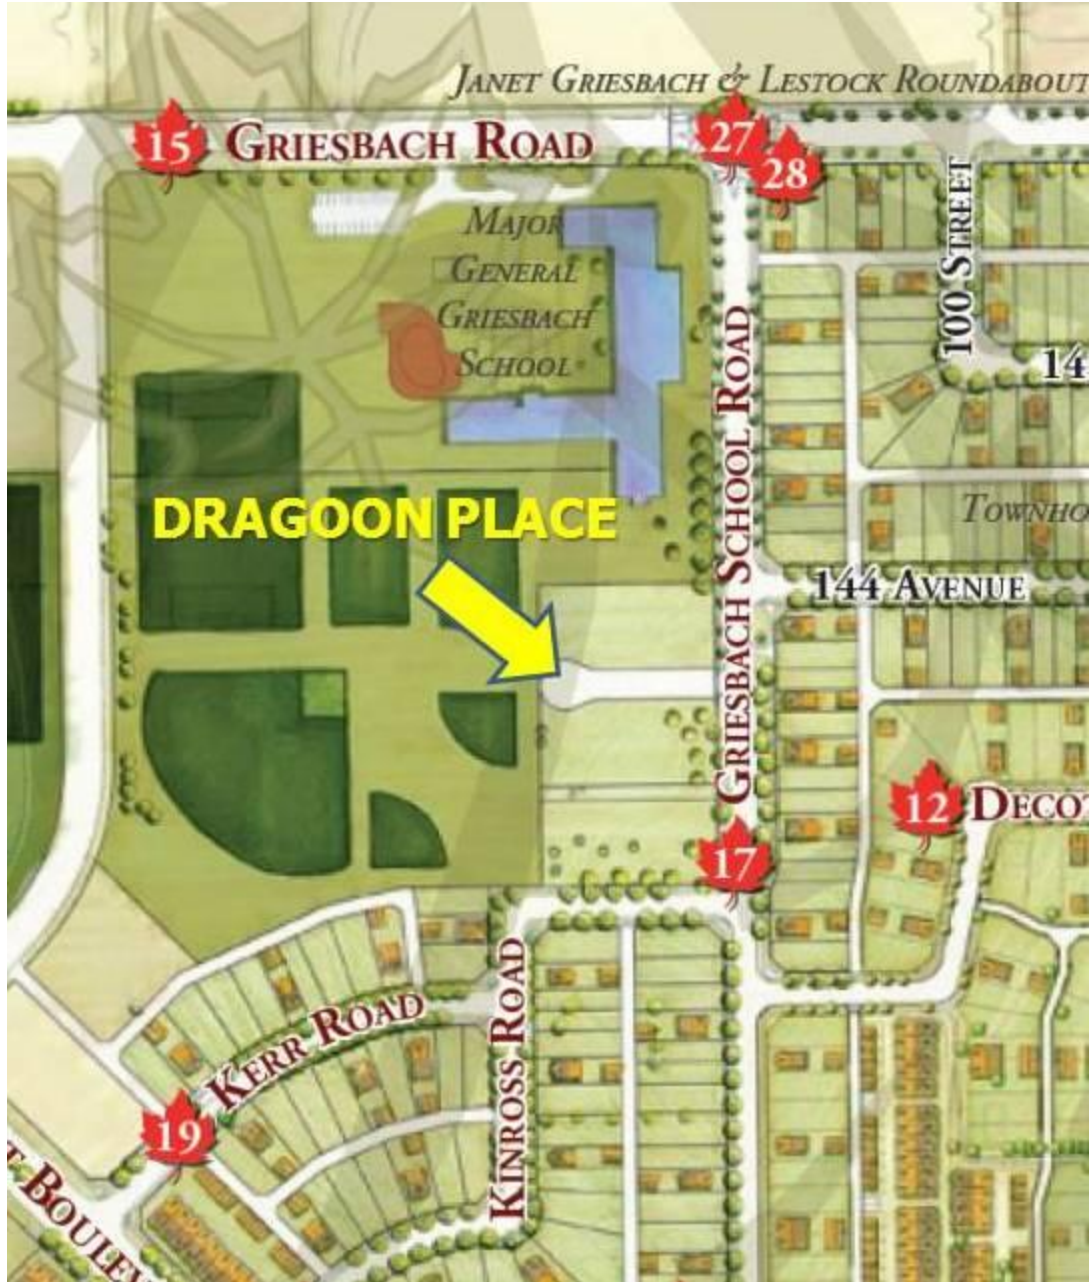 JANET GRIESBACH & LESTOCK ROUNDABOUT
15
GRIESBACH ROAD
27
28
MAJOR
GENERAL
GRIESBACH
SCHOOL
100 STREET
14
GRIESBACH SCHOOL ROAD
DRAGOON PLACE
TOWNHO
144 AVENUE
12
DECO
17
KINROSS ROAD
KERR ROAD
19
BOULEV